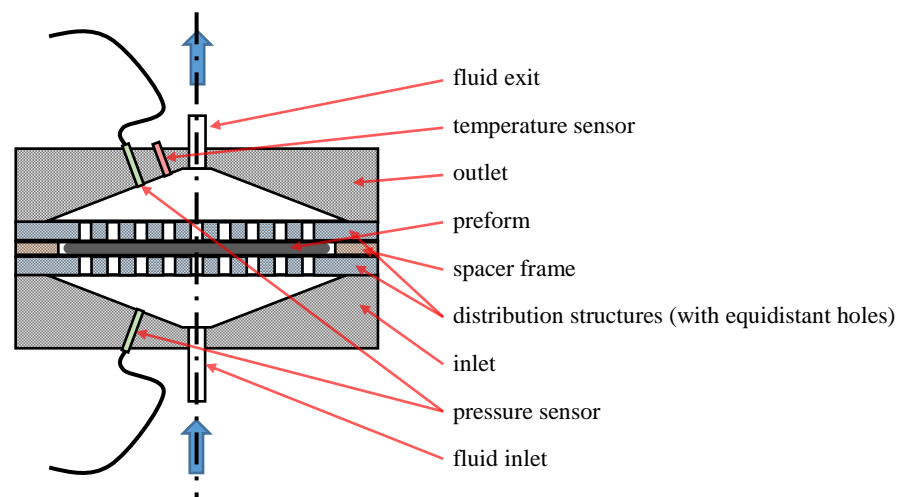 fluid exit
temperature sensor
outlet
preform
spacer frame
distribution structures (with equidistant holes)
inlet
pressure sensor
fluid inlet